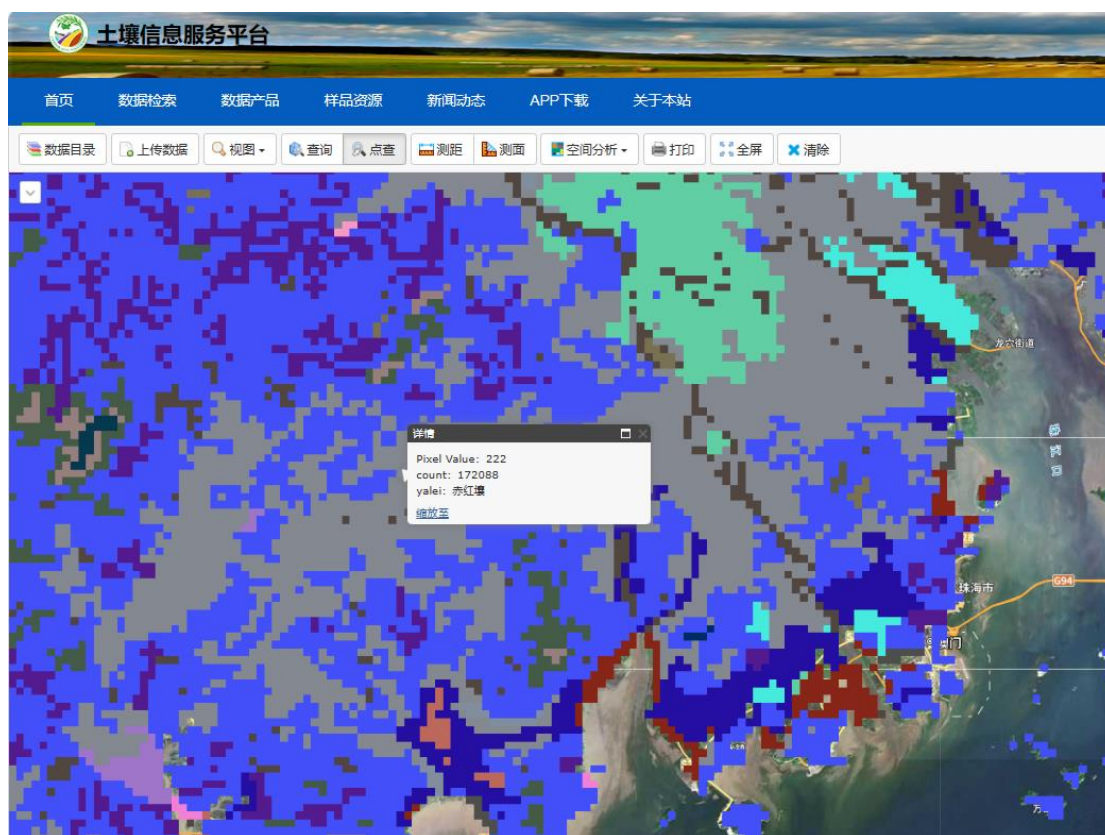 土壤信息服务平台
首页 数据检索 数据产品 样品资源 新闻动态 APP下载 关于本站
数据目录 上传数据 视图 查询 点查 测距 测面 空间分析 打印 全屏 清除
龙穴街道
详情
Pixel Value: 222
count: 172088
yalei: 赤红壤
缩放至
G94
珠海市
门
万